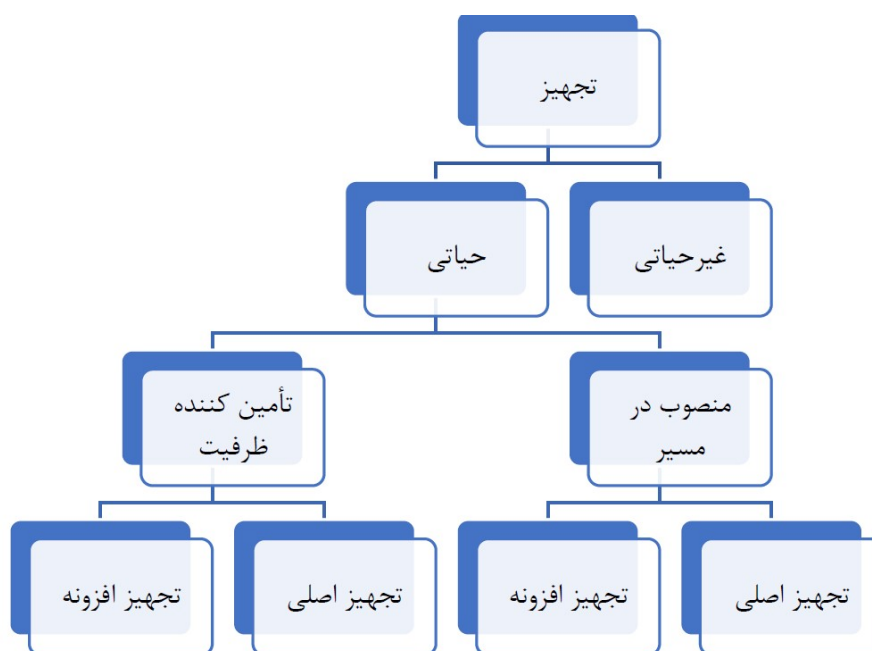 تجهیز
غیرحیاتی
حیاتی
منصوب در
مسیر
تأمین کننده
ظرفیت
تجهیز اصلی
تجهیز افزونه
تجهیز اصلی
تجهیز افزونه